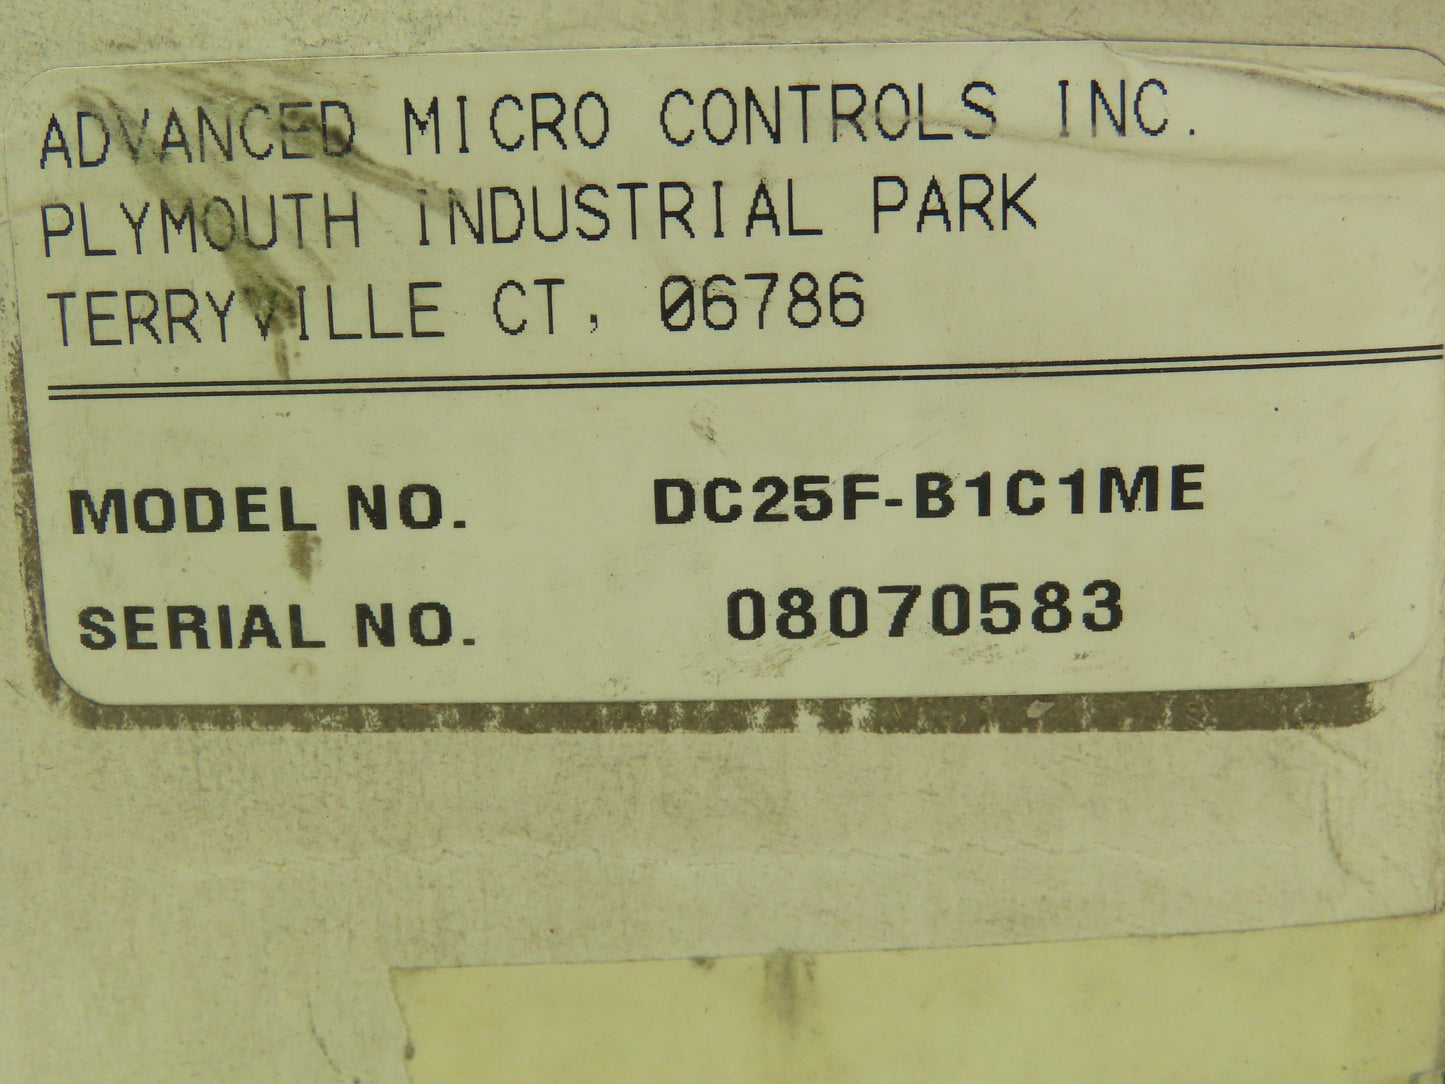 ADVANCED MICRO CONTROLS INC.
PLYMOUTH INDUSTRIAL PARK
TERRYVILLE CT, 06786
MODEL NO. DC25F-B1C1ME
SERIAL NO. 08070583